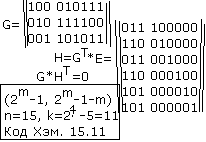 G= 100 010111
010 111100
001 101011
H=G^T*E= 011 100000
110 010000
011 001000
110 000100
101 000010
101 000001
G*H^T=0
(2^m-1, 2^m-1-m)
n=15, k=2^4-5=11
Код Хэм. 15.11